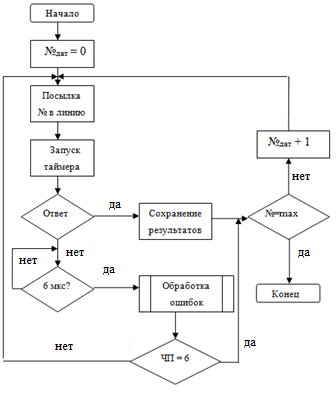 Начало
№дат = 0
Посылка
№ в линию
№дат + 1
Запуск
таймера
нет
да
Ответ
Сохранение
результатов
№=max
нет
нет
да
да
6 мкс?
Обработка
ошибок
Конец
нет
да
ЧП = 6